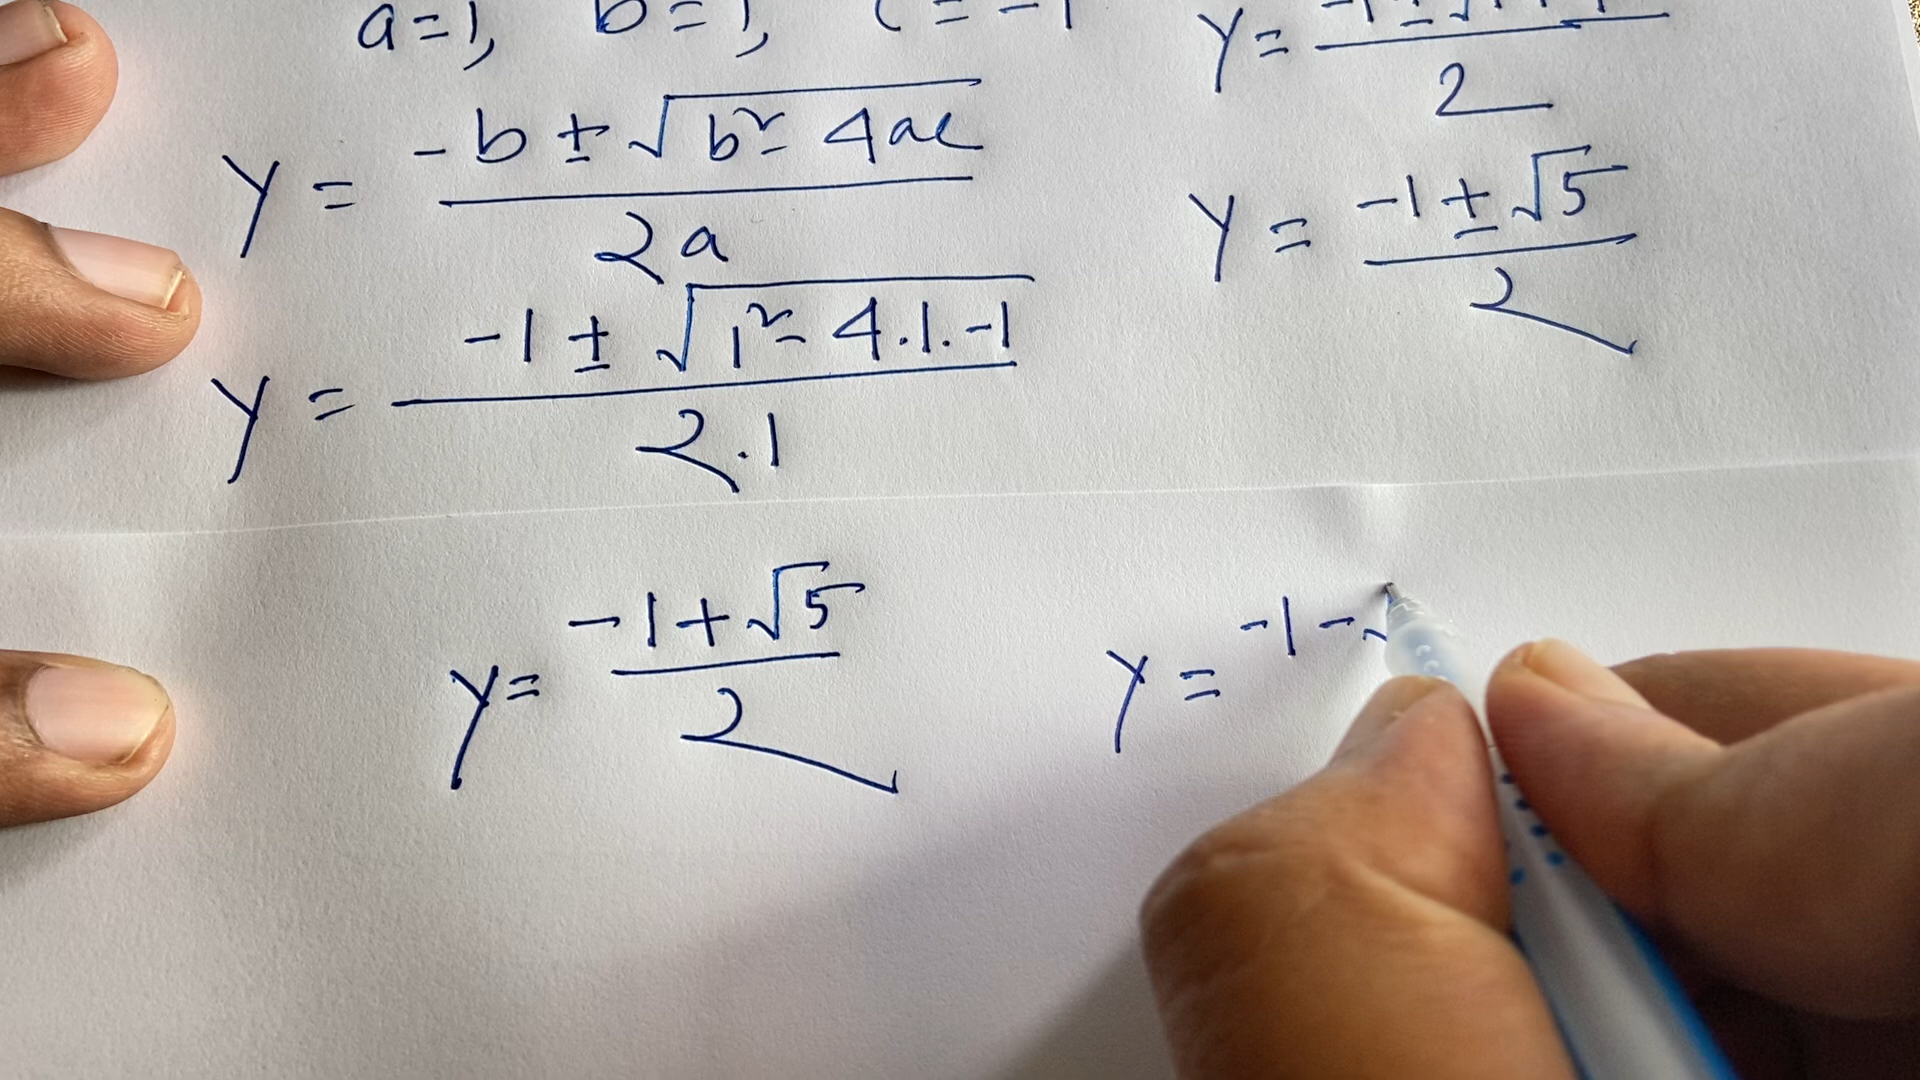 a=1, b=1, c=-1
y = (-b ± √(b² - 4ac)) / 2a
y = (-1 ± √(1² - 4.1.-1)) / 2.1
y = / 2
y = (-1 ± √5) / 2
y = (-1 + √5) / 2
y = -1 - √